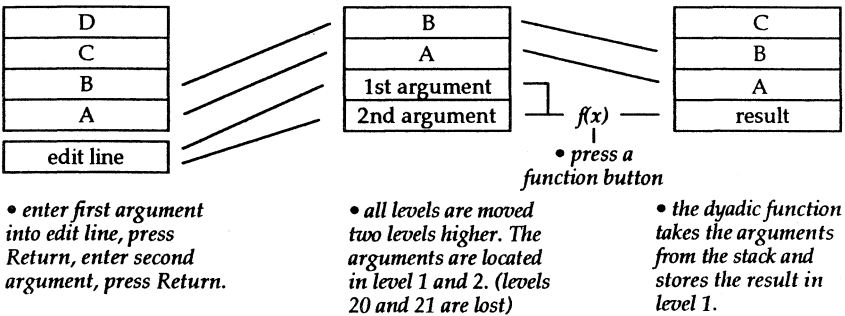 D
C
B
A
edit line
B
A
1st argument
2nd argument
f(x)
• press a
function button
C
B
A
result
• enter first argument
into edit line, press
Return, enter second
argument, press Return.
• all levels are moved
two levels higher. The
arguments are located
in level 1 and 2. (levels
20 and 21 are lost)
• the dyadic function
takes the arguments
from the stack and
stores the result in
level 1.